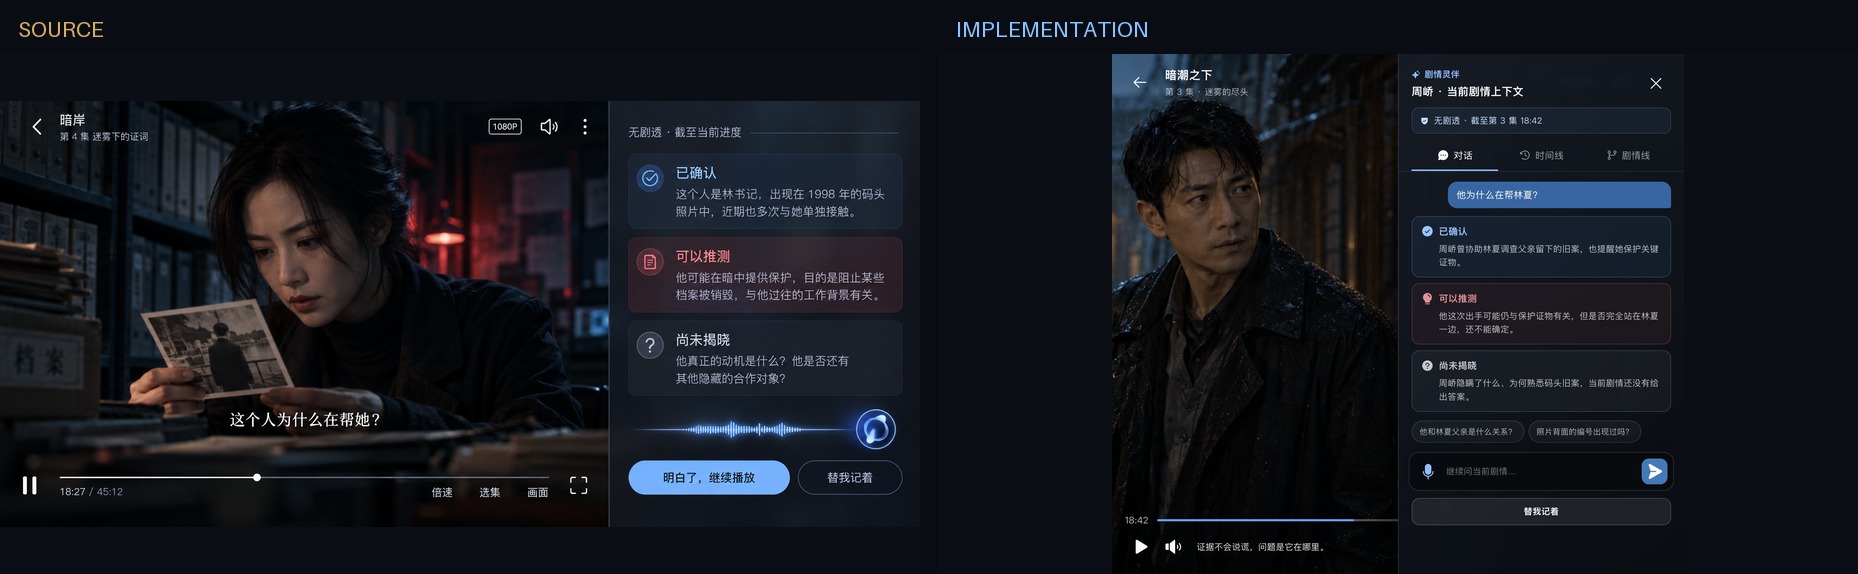 SOURCE
暗岸
第 4 集 迷雾下的证词
1080P
档案
这个人为什么在帮她？
18:27 / 45:12
倍速
选集
画面
无剧透 · 截至当前进度
已确认
这个人是林书记，出现在 1998 年的码头
照片中，近期也多次与她单独接触。
可以推测
他可能在暗中提供保护，目的是阻止某些
档案被销毁，与他过往的工作背景有关。
尚未揭晓
他真正的动机是什么？他是否还有
其他隐藏的合作对象？
明白了，继续播放
替我记着
IMPLEMENTATION
暗潮之下
第 3 集 · 迷雾的尽头
18:42
证据不会说谎，问题是它在哪里。
剧情灵伴
周峤 · 当前剧情上下文
无剧透 · 截至第 3 集 18:42
对话
时间线
剧情线
他为什么在帮林夏？
已确认
周峤曾协助林夏调查父亲留下的旧案，也提醒她保护关键
证物。
可以推测
他这次出手可能仍与保护证物有关，但是否完全站在林夏
一边，还不能确定。
尚未揭晓
周峤隐瞒了什么、为何熟悉码头旧案，当前剧情还没有给
出答案。
他和林夏父亲是什么关系？
照片背面的编号出现过吗？
继续问当前剧情...
替我记着